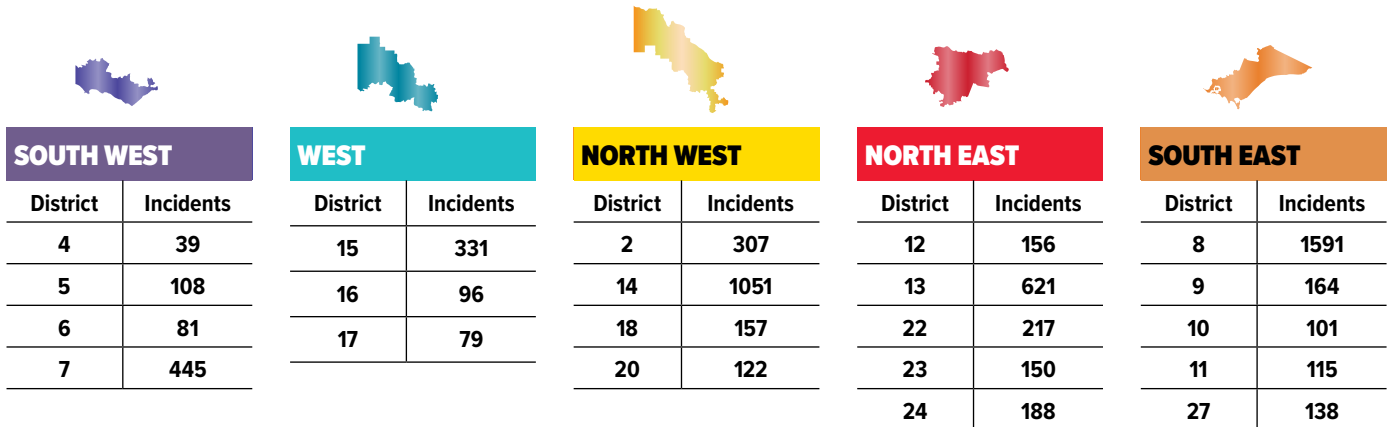 SOUTH WEST
District Incidents
4 39
5 108
6 81
7 445
WEST
District Incidents
15 331
16 96
17 79
NORTH WEST
District Incidents
2 307
14 1051
18 157
20 122
NORTH EAST
District Incidents
12 156
13 621
22 217
23 150
24 188
SOUTH EAST
District Incidents
8 1591
9 164
10 101
11 115
27 138